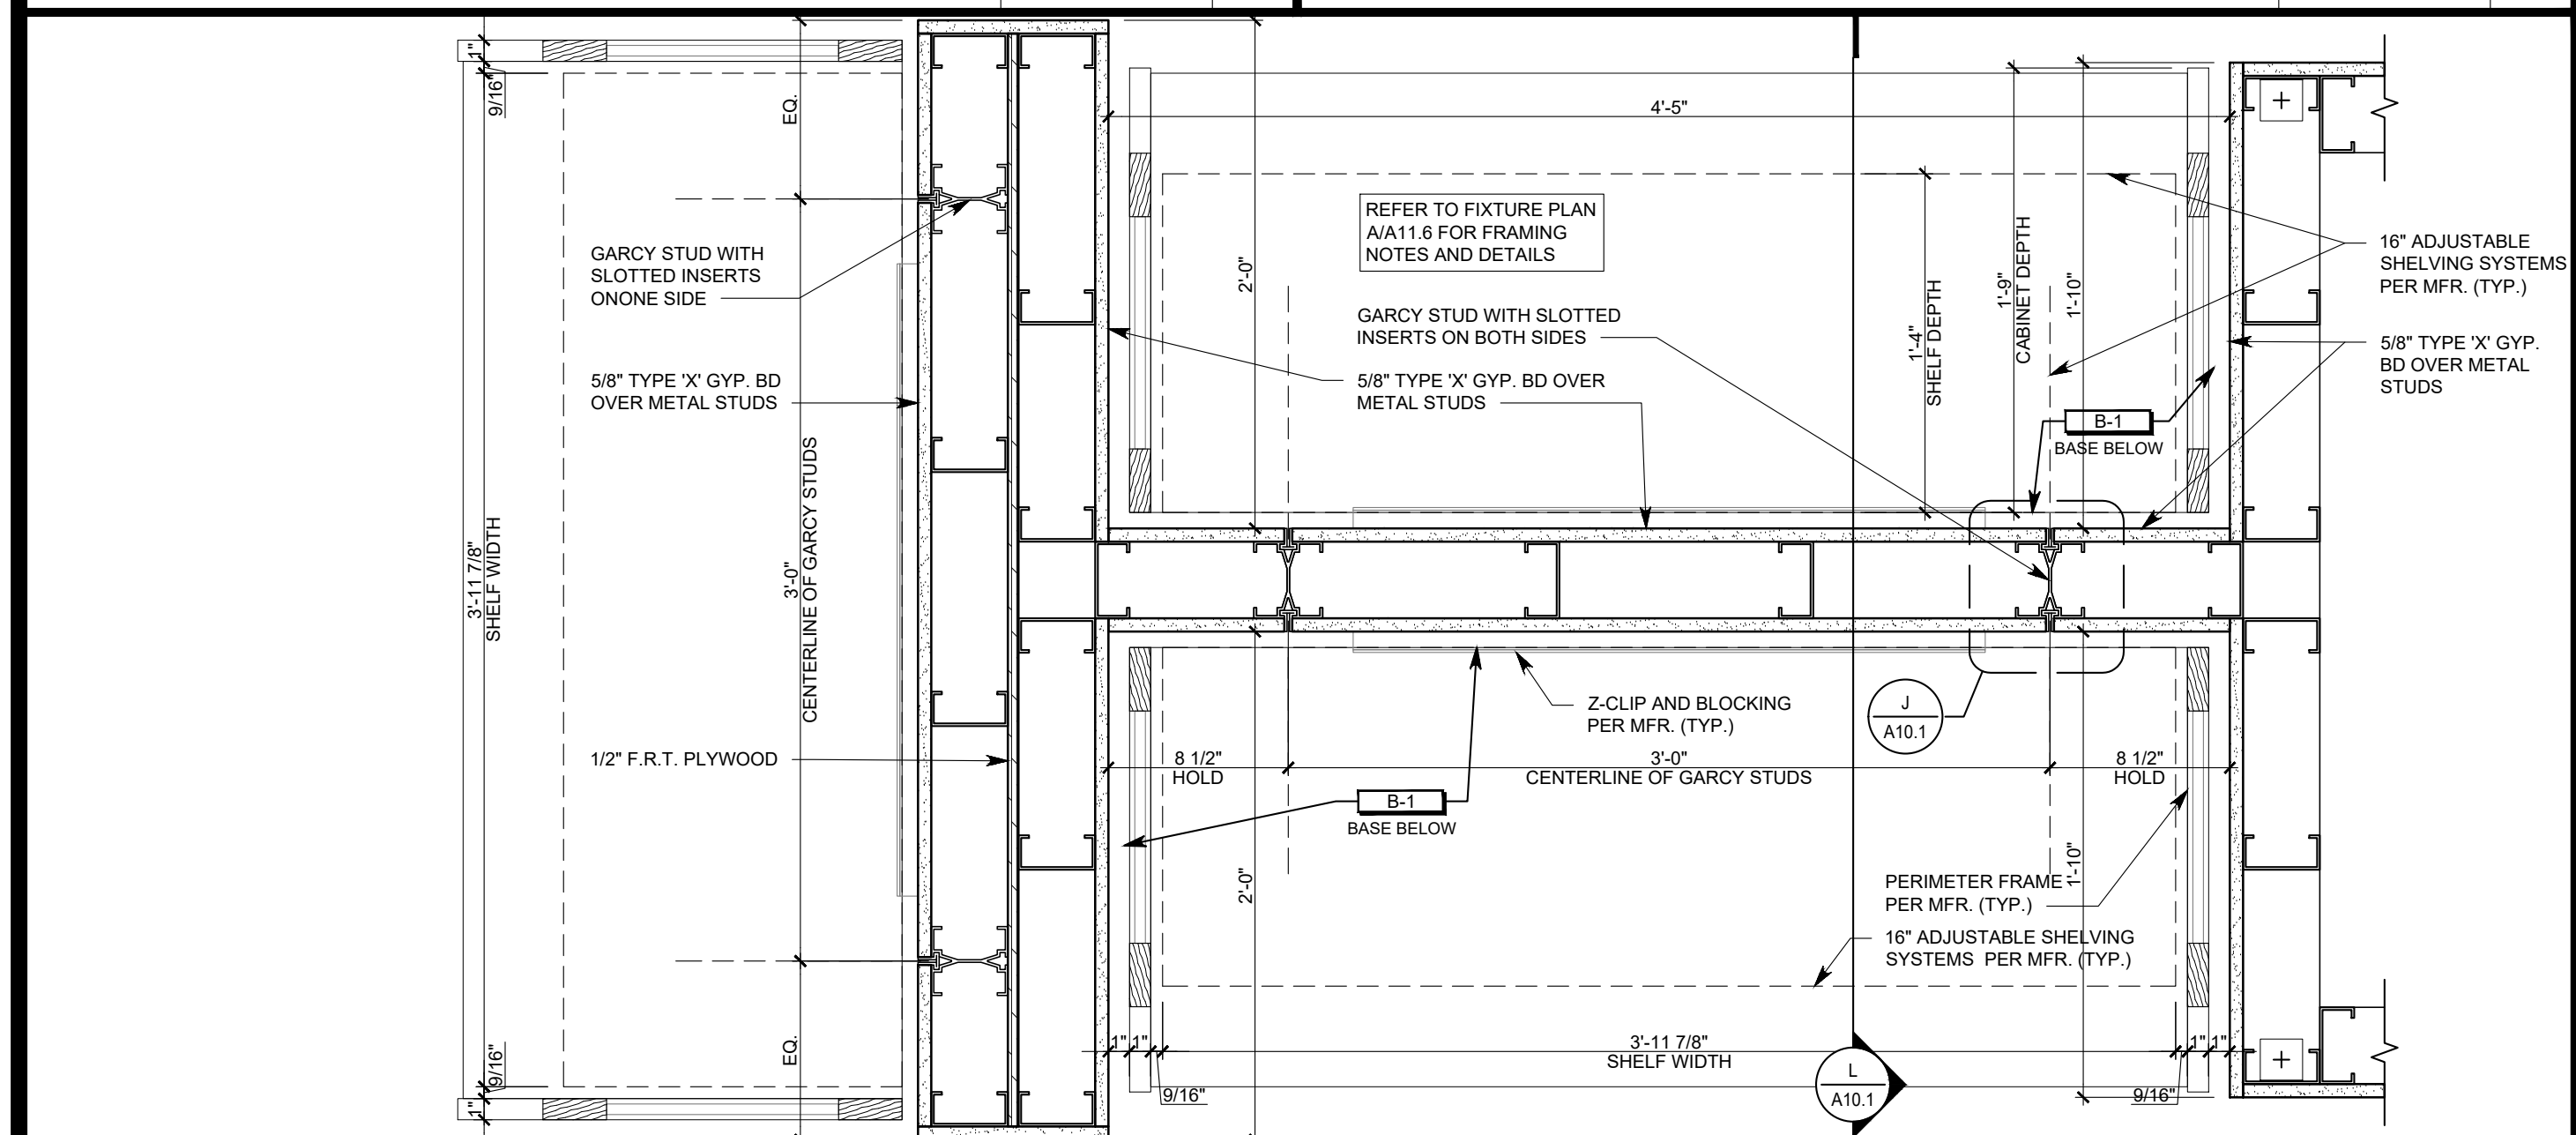 1"
9/16"
EQ.
4'-5"
REFER TO FIXTURE PLAN
A/A11.6 FOR FRAMING
NOTES AND DETAILS
GARCY STUD WITH
SLOTTED INSERTS
ONONE SIDE
2'-0"
1'-4"
SHELF DEPTH
1'-9"
CABINET DEPTH
1'-10"
16" ADJUSTABLE
SHELVING SYSTEMS
PER MFR. (TYP.)
GARCY STUD WITH SLOTTED
INSERTS ON BOTH SIDES
5/8" TYPE 'X' GYP.
BD OVER METAL
STUDS
5/8" TYPE 'X' GYP. BD
OVER METAL STUDS
5/8" TYPE 'X' GYP. BD OVER
METAL STUDS
B-1
BASE BELOW
3'-11 7/8"
SHELF WIDTH
3'-0"
CENTERLINE OF GARCY STUDS
Z-CLIP AND BLOCKING
PER MFR. (TYP.)
J
A10.1
1/2" F.R.T. PLYWOOD
8 1/2"
HOLD
3'-0"
CENTERLINE OF GARCY STUDS
8 1/2"
HOLD
B-1
BASE BELOW
2'-0"
1'-10"
PERIMETER FRAME
PER MFR. (TYP.)
16" ADJUSTABLE SHELVING
SYSTEMS PER MFR. (TYP.)
EQ.
9/16"
1"
1"
1"
3'-11 7/8"
SHELF WIDTH
1"
1"
9/16"
9/16"
L
A10.1